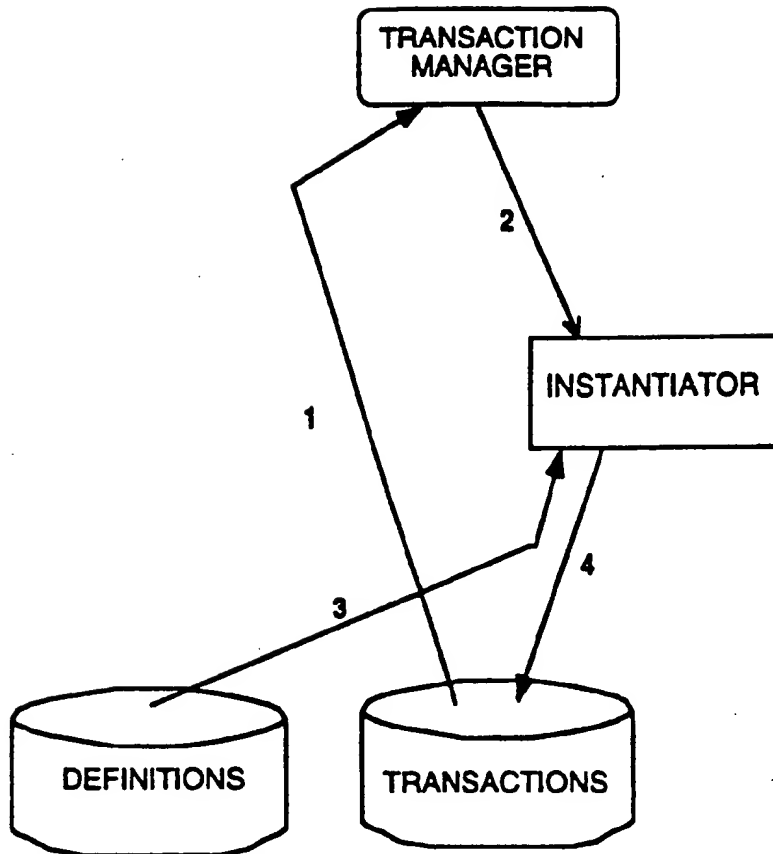 TRANSACTION
MANAGER
2
INSTANTIATOR
1
4
3
DEFINITIONS
TRANSACTIONS